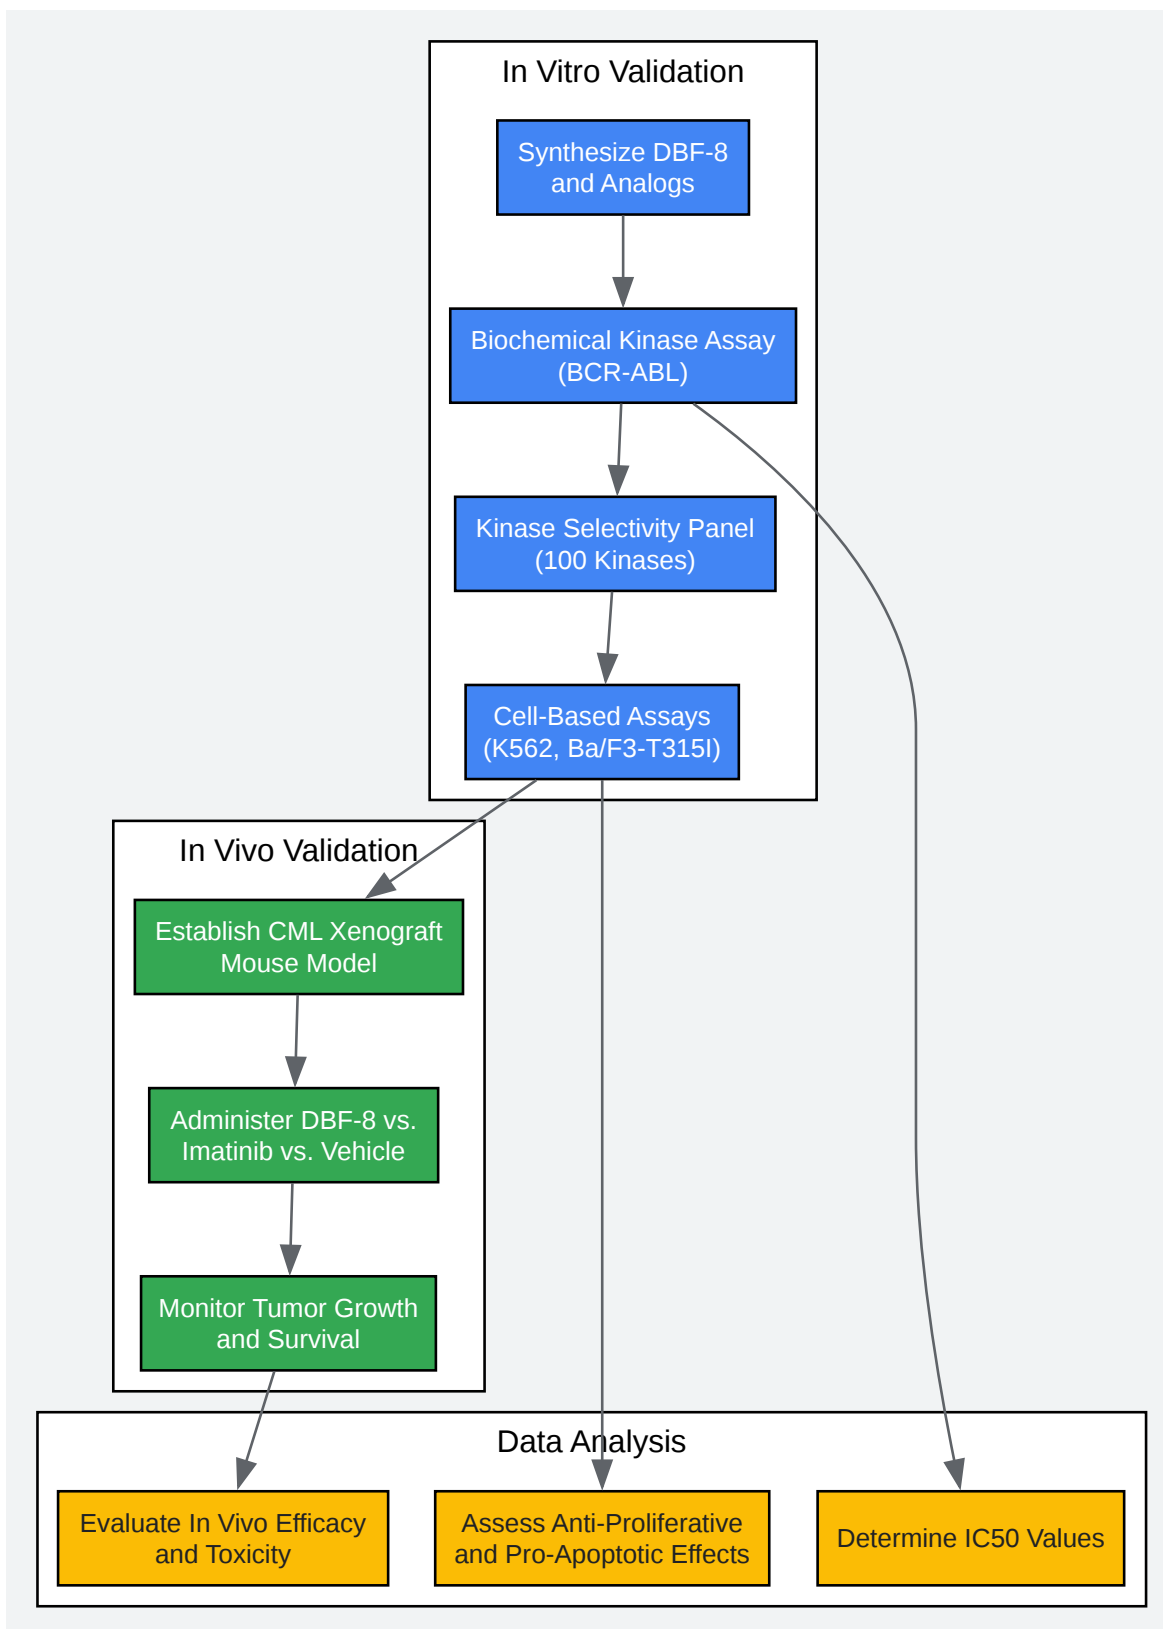 In Vitro Validation
Synthesize DBF-8
and Analogs
Biochemical Kinase Assay
(BCR-ABL)
Kinase Selectivity Panel
(100 Kinases)
Cell-Based Assays
(K562, Ba/F3-T315I)
In Vivo Validation
Establish CML Xenograft
Mouse Model
Administer DBF-8 vs.
Imatinib vs. Vehicle
Monitor Tumor Growth
and Survival
Data Analysis
Evaluate In Vivo Efficacy
and Toxicity
Assess Anti-Proliferative
and Pro-Apoptotic Effects
Determine IC50 Values